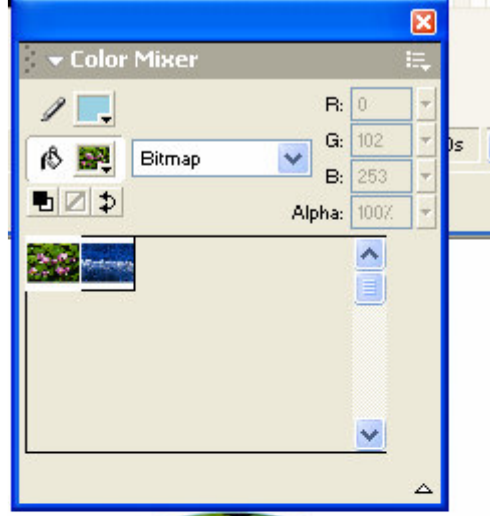 Color Mixer
R: 0
G: 102
Bitmap
B: 253
Alpha: 100%
0s